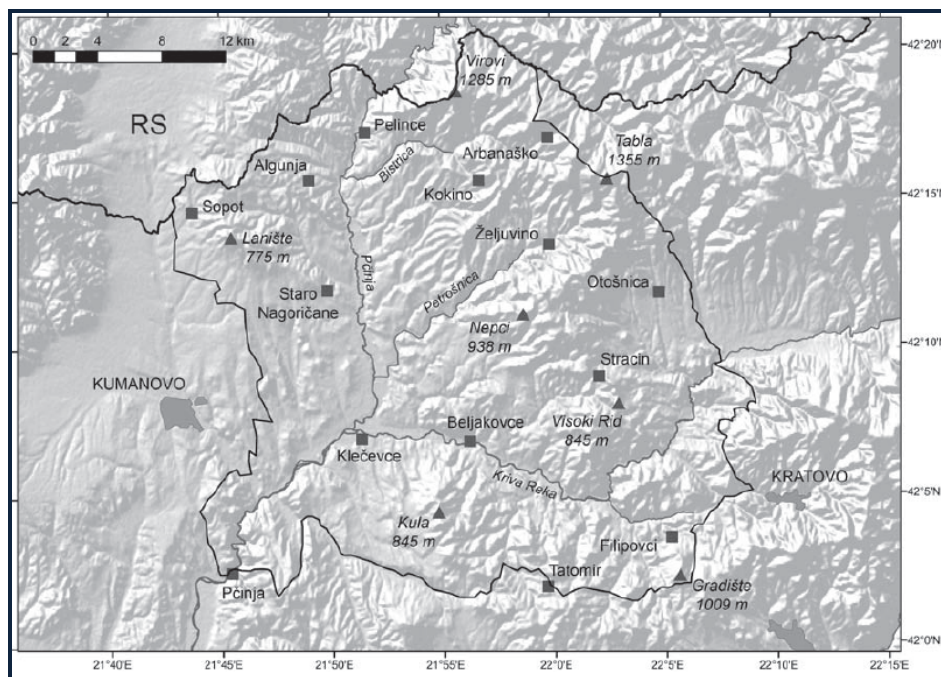 0 2 4 8 12 km
42°20'N
Virovi
1285 m
RS
Pelince
Arbanaško
Tabla
1355 m
Bistrica
Algunja
Kokino
42°15'N
Sopot
Lanište
775 m
Željuvino
Pčinja
Petrošnica
Otošnica
Staro
Nagoričane
Nepci
938 m
42°10'N
Stracin
KUMANOVO
Visoki Rid
845 m
Beljakovce
Klečevce
KRATOVO
Kriva Reka
42°5'N
Kula
845 m
Filipovci
Pčinja
Tatomir
Gradište
1009 m
42°0'N
21°40'E 21°45'E 21°50'E 21°55'E 22°0'E 22°5'E 22°10'E 22°15'E